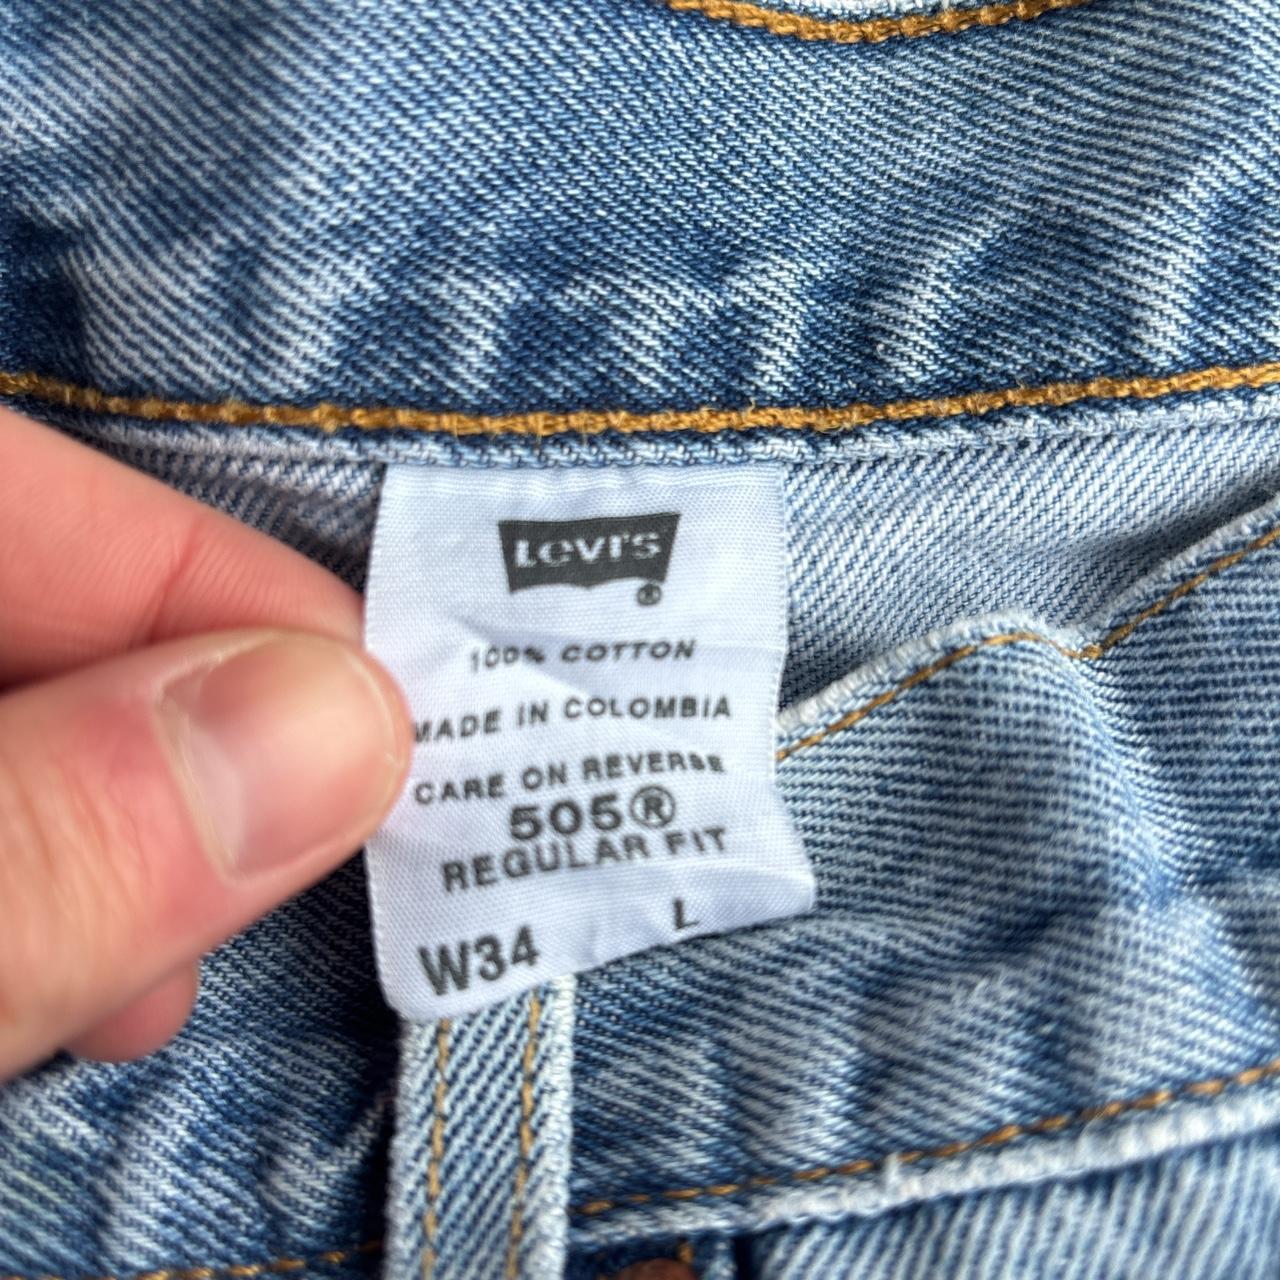 Levi's
®
100% COTTON
MADE IN COLOMBIA
CARE ON REVERSE
505®
REGULAR FIT
W34 L